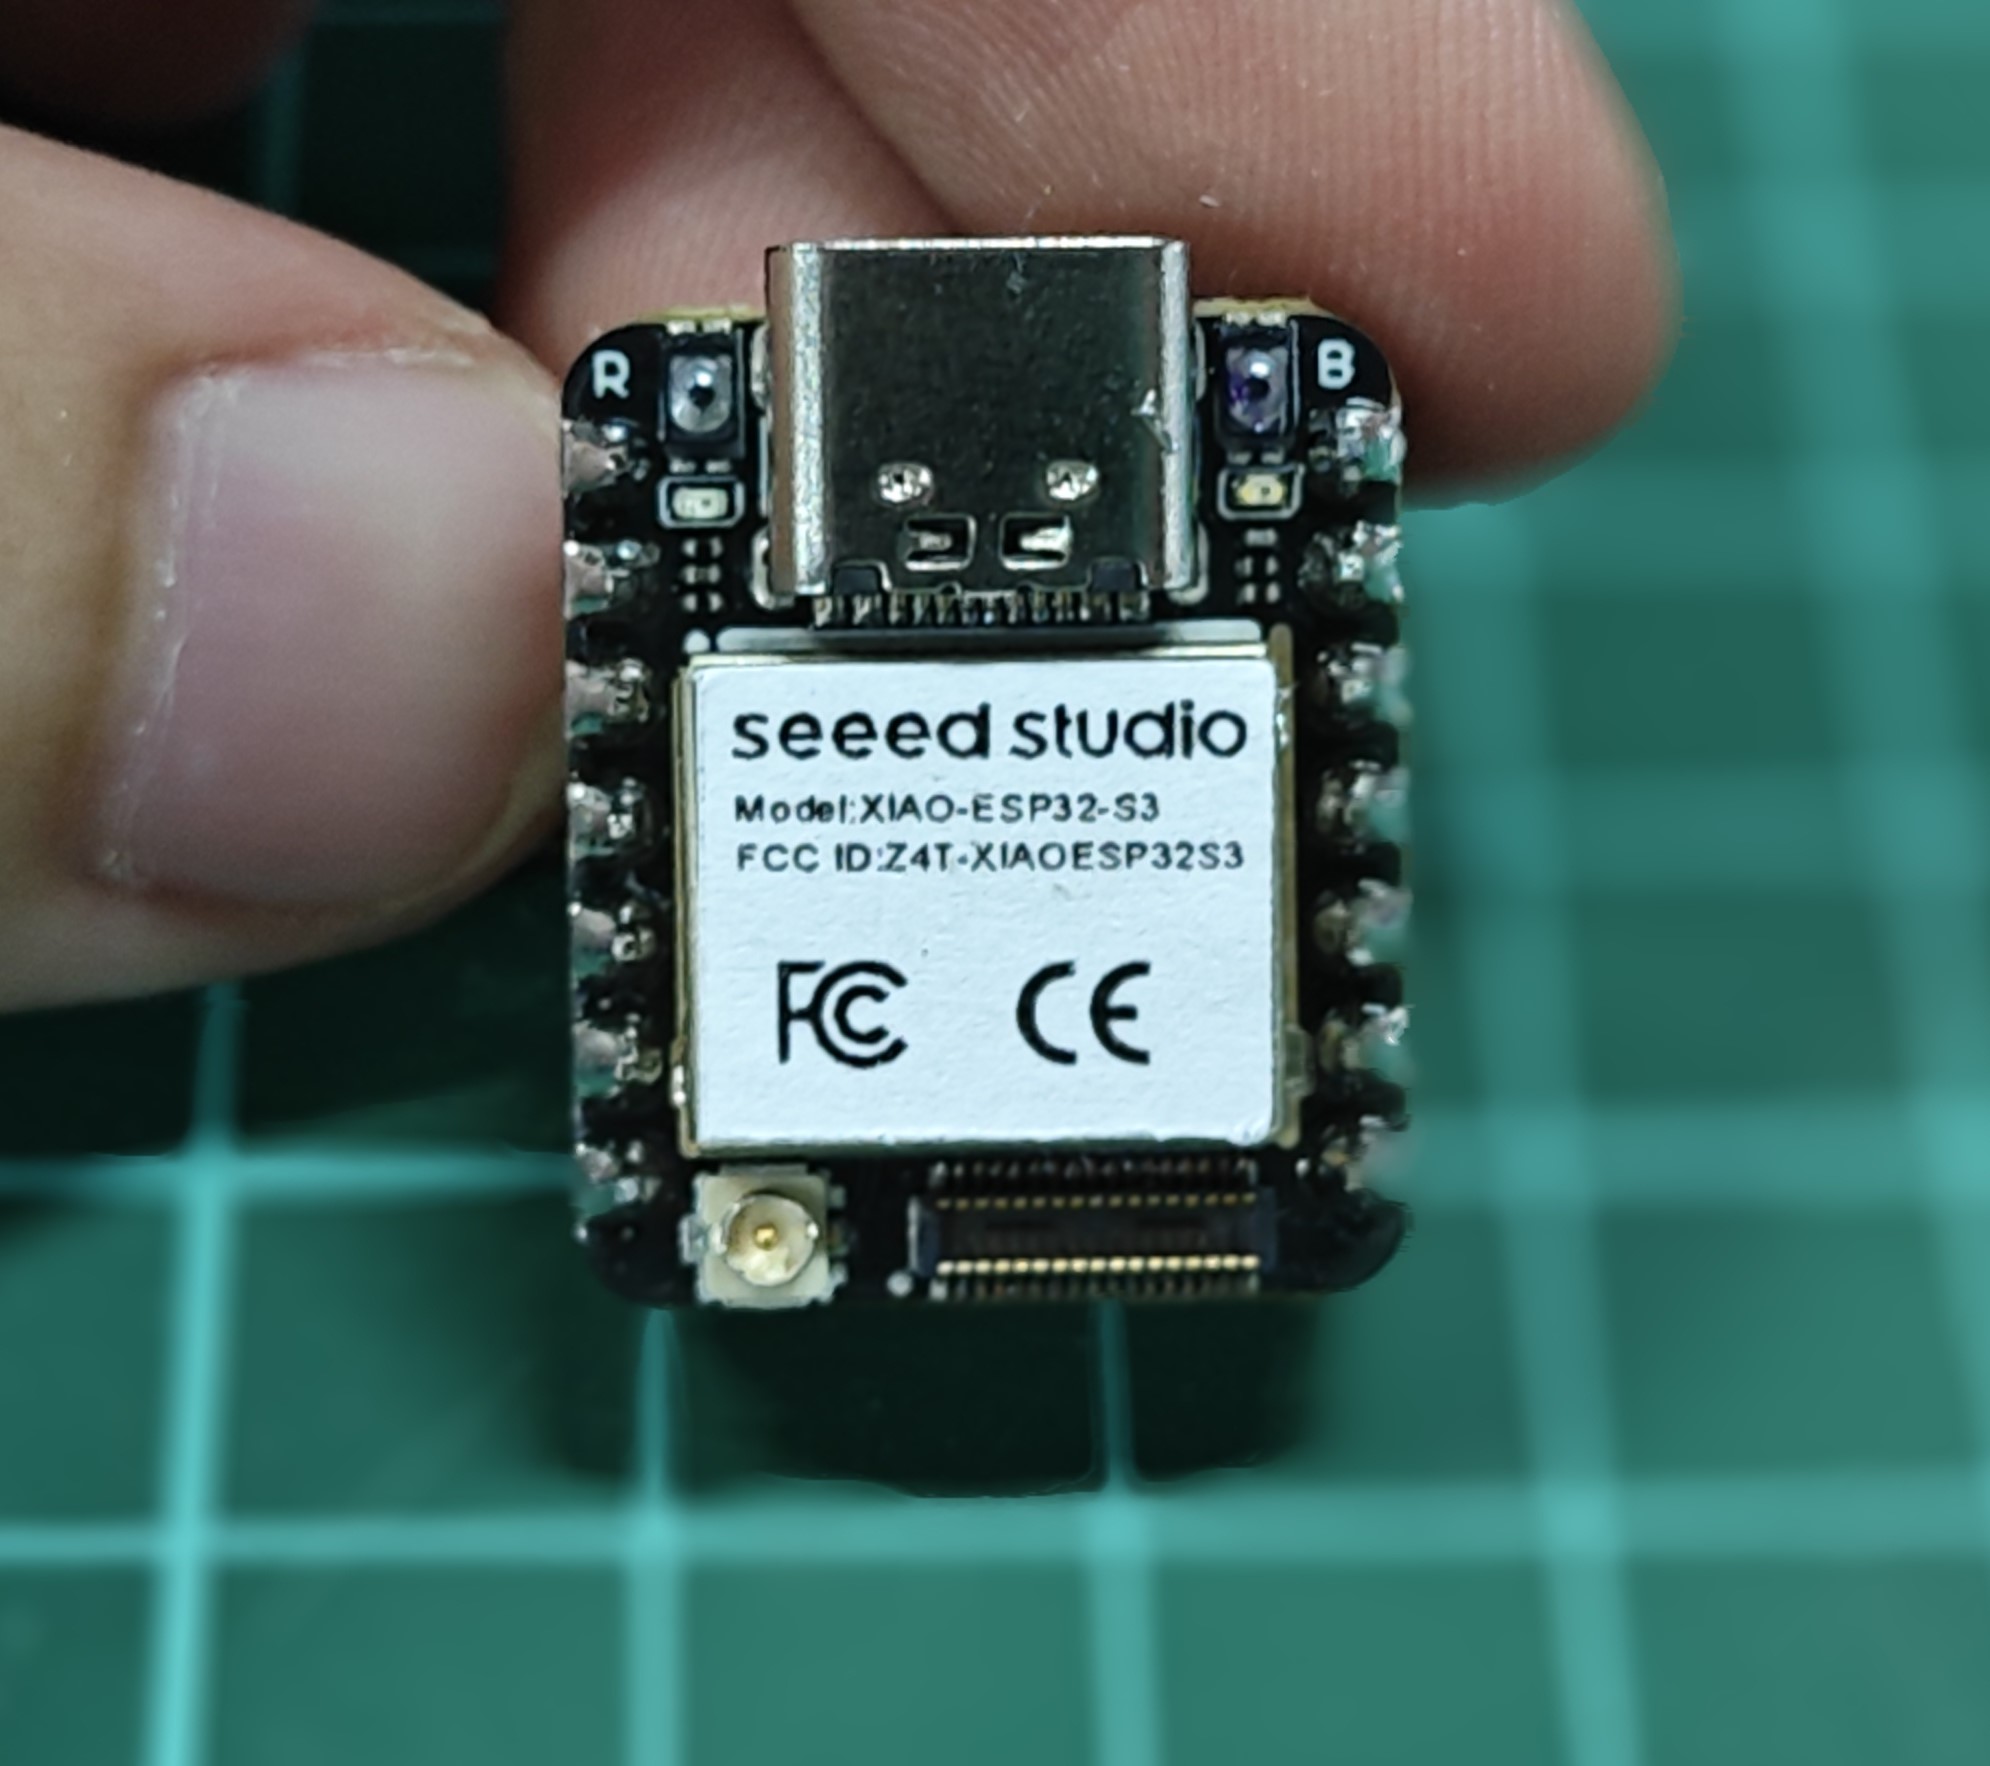 R B
seeed studio
Model:XIAO-ESP32-S3
FCC ID:Z4T-XIAOESP32S3
FC CE